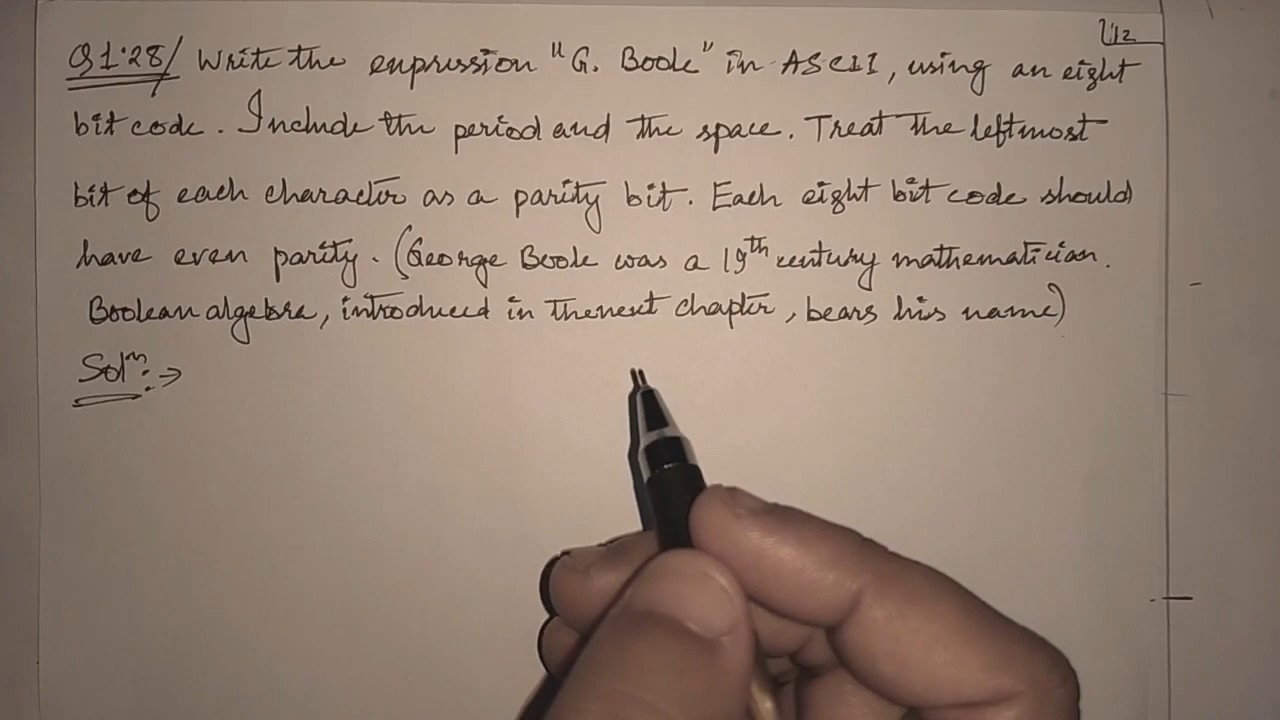 Q1.28/ Write the expression "G. Boole" in ASCII, using an eight
bit code. Include the period and the space. Treat the leftmost
bit of each character as a parity bit. Each eight bit code should
have even parity. (George Boole was a 19th century mathematician.
Boolean algebra, introduced in the next chapter, bears his name)
Soln:→